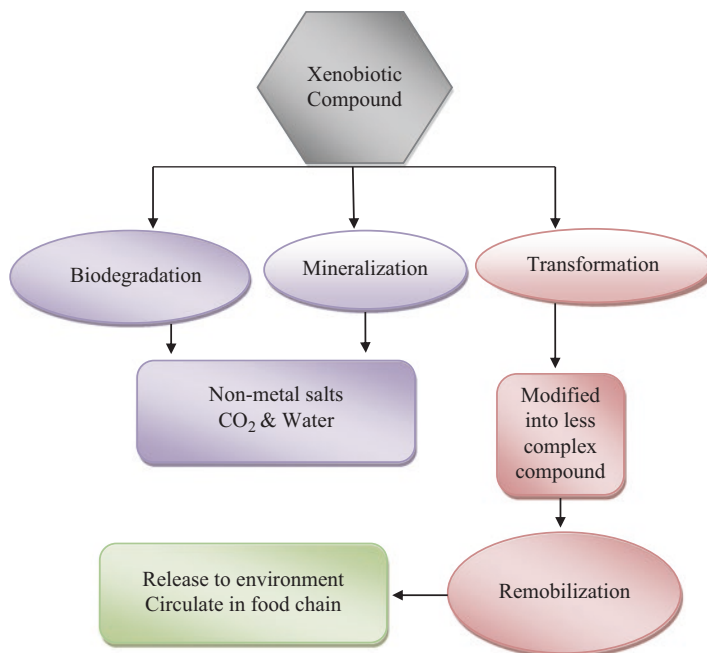 Xenobiotic
Compound
Biodegradation
Mineralization
Transformation
Non-metal salts
CO₂ & Water
Modified
into less
complex
compound
Release to environment
Circulate in food chain
Remobilization